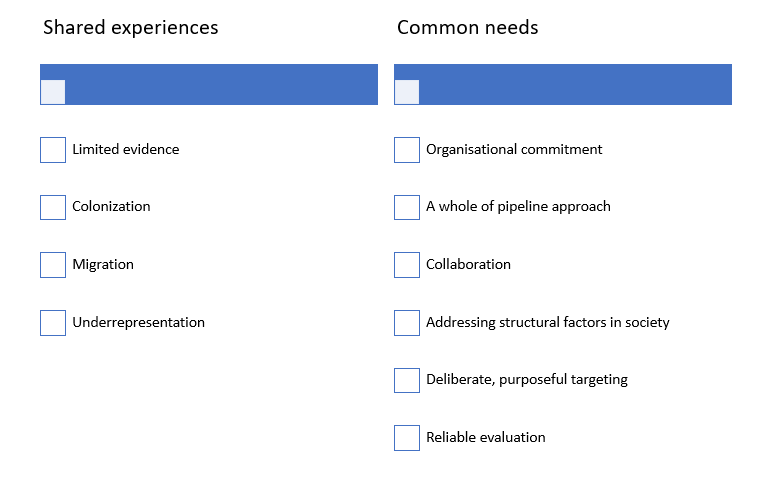 Shared experiences
Limited evidence
Colonization
Migration
Underrepresentation
Common needs
Organisational commitment
A whole of pipeline approach
Collaboration
Addressing structural factors in society
Deliberate, purposeful targeting
Reliable evaluation